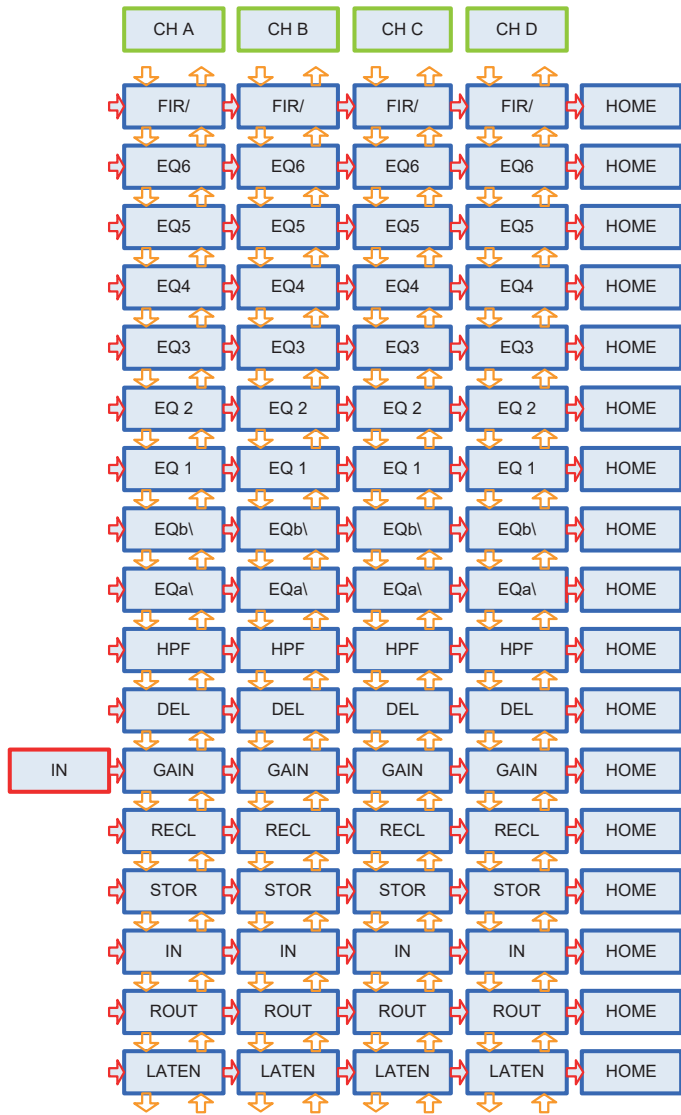 CH A CH B CH C CH D
FIR/ FIR/ FIR/ FIR/ HOME
EQ6 EQ6 EQ6 EQ6 HOME
EQ5 EQ5 EQ5 EQ5 HOME
EQ4 EQ4 EQ4 EQ4 HOME
EQ3 EQ3 EQ3 EQ3 HOME
EQ 2 EQ 2 EQ 2 EQ 2 HOME
EQ 1 EQ 1 EQ 1 EQ 1 HOME
EQb\ EQb\ EQb\ EQb\ HOME
EQa\ EQa\ EQa\ EQa\ HOME
HPF HPF HPF HPF HOME
DEL DEL DEL DEL HOME
IN GAIN GAIN GAIN GAIN HOME
RECL RECL RECL RECL HOME
STOR STOR STOR STOR HOME
IN IN IN IN HOME
ROUT ROUT ROUT ROUT HOME
LATEN LATEN LATEN LATEN HOME